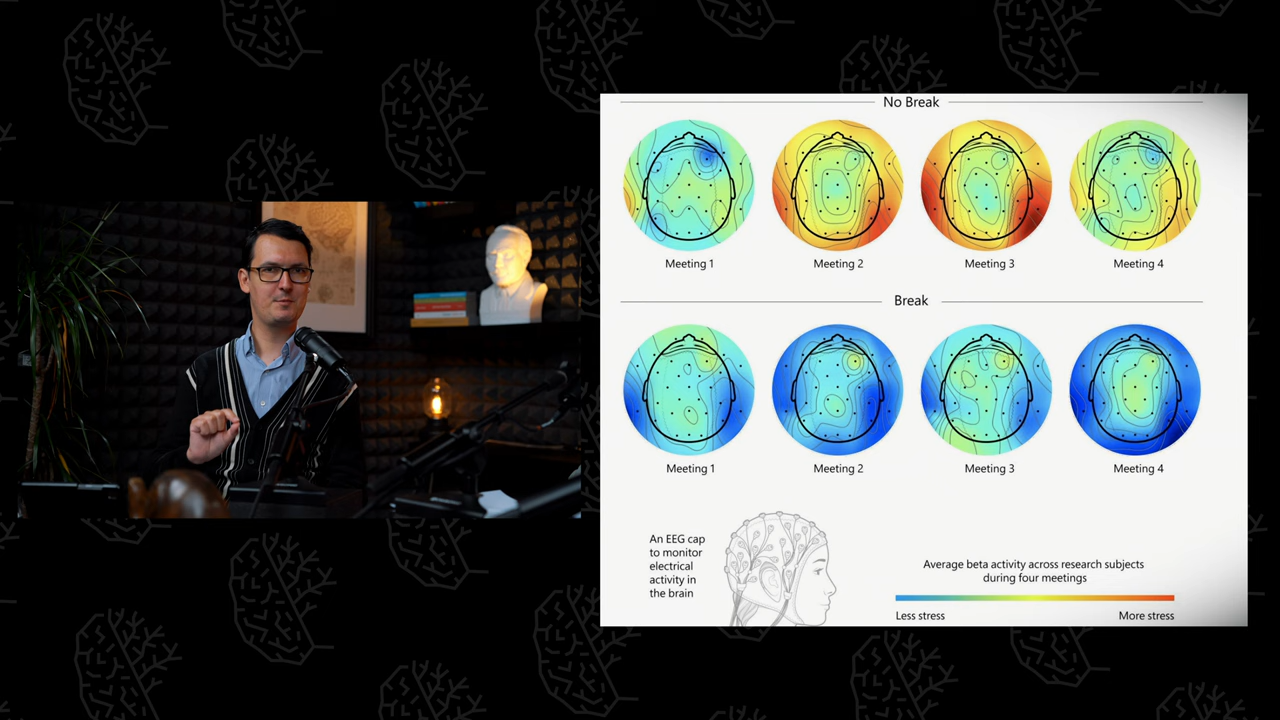 No Break
Meeting 1
Meeting 2
Meeting 3
Meeting 4
Break
Meeting 1
Meeting 2
Meeting 3
Meeting 4
An EEG cap
to monitor
electrical
activity in
the brain
Average beta activity across research subjects
during four meetings
Less stress
More stress